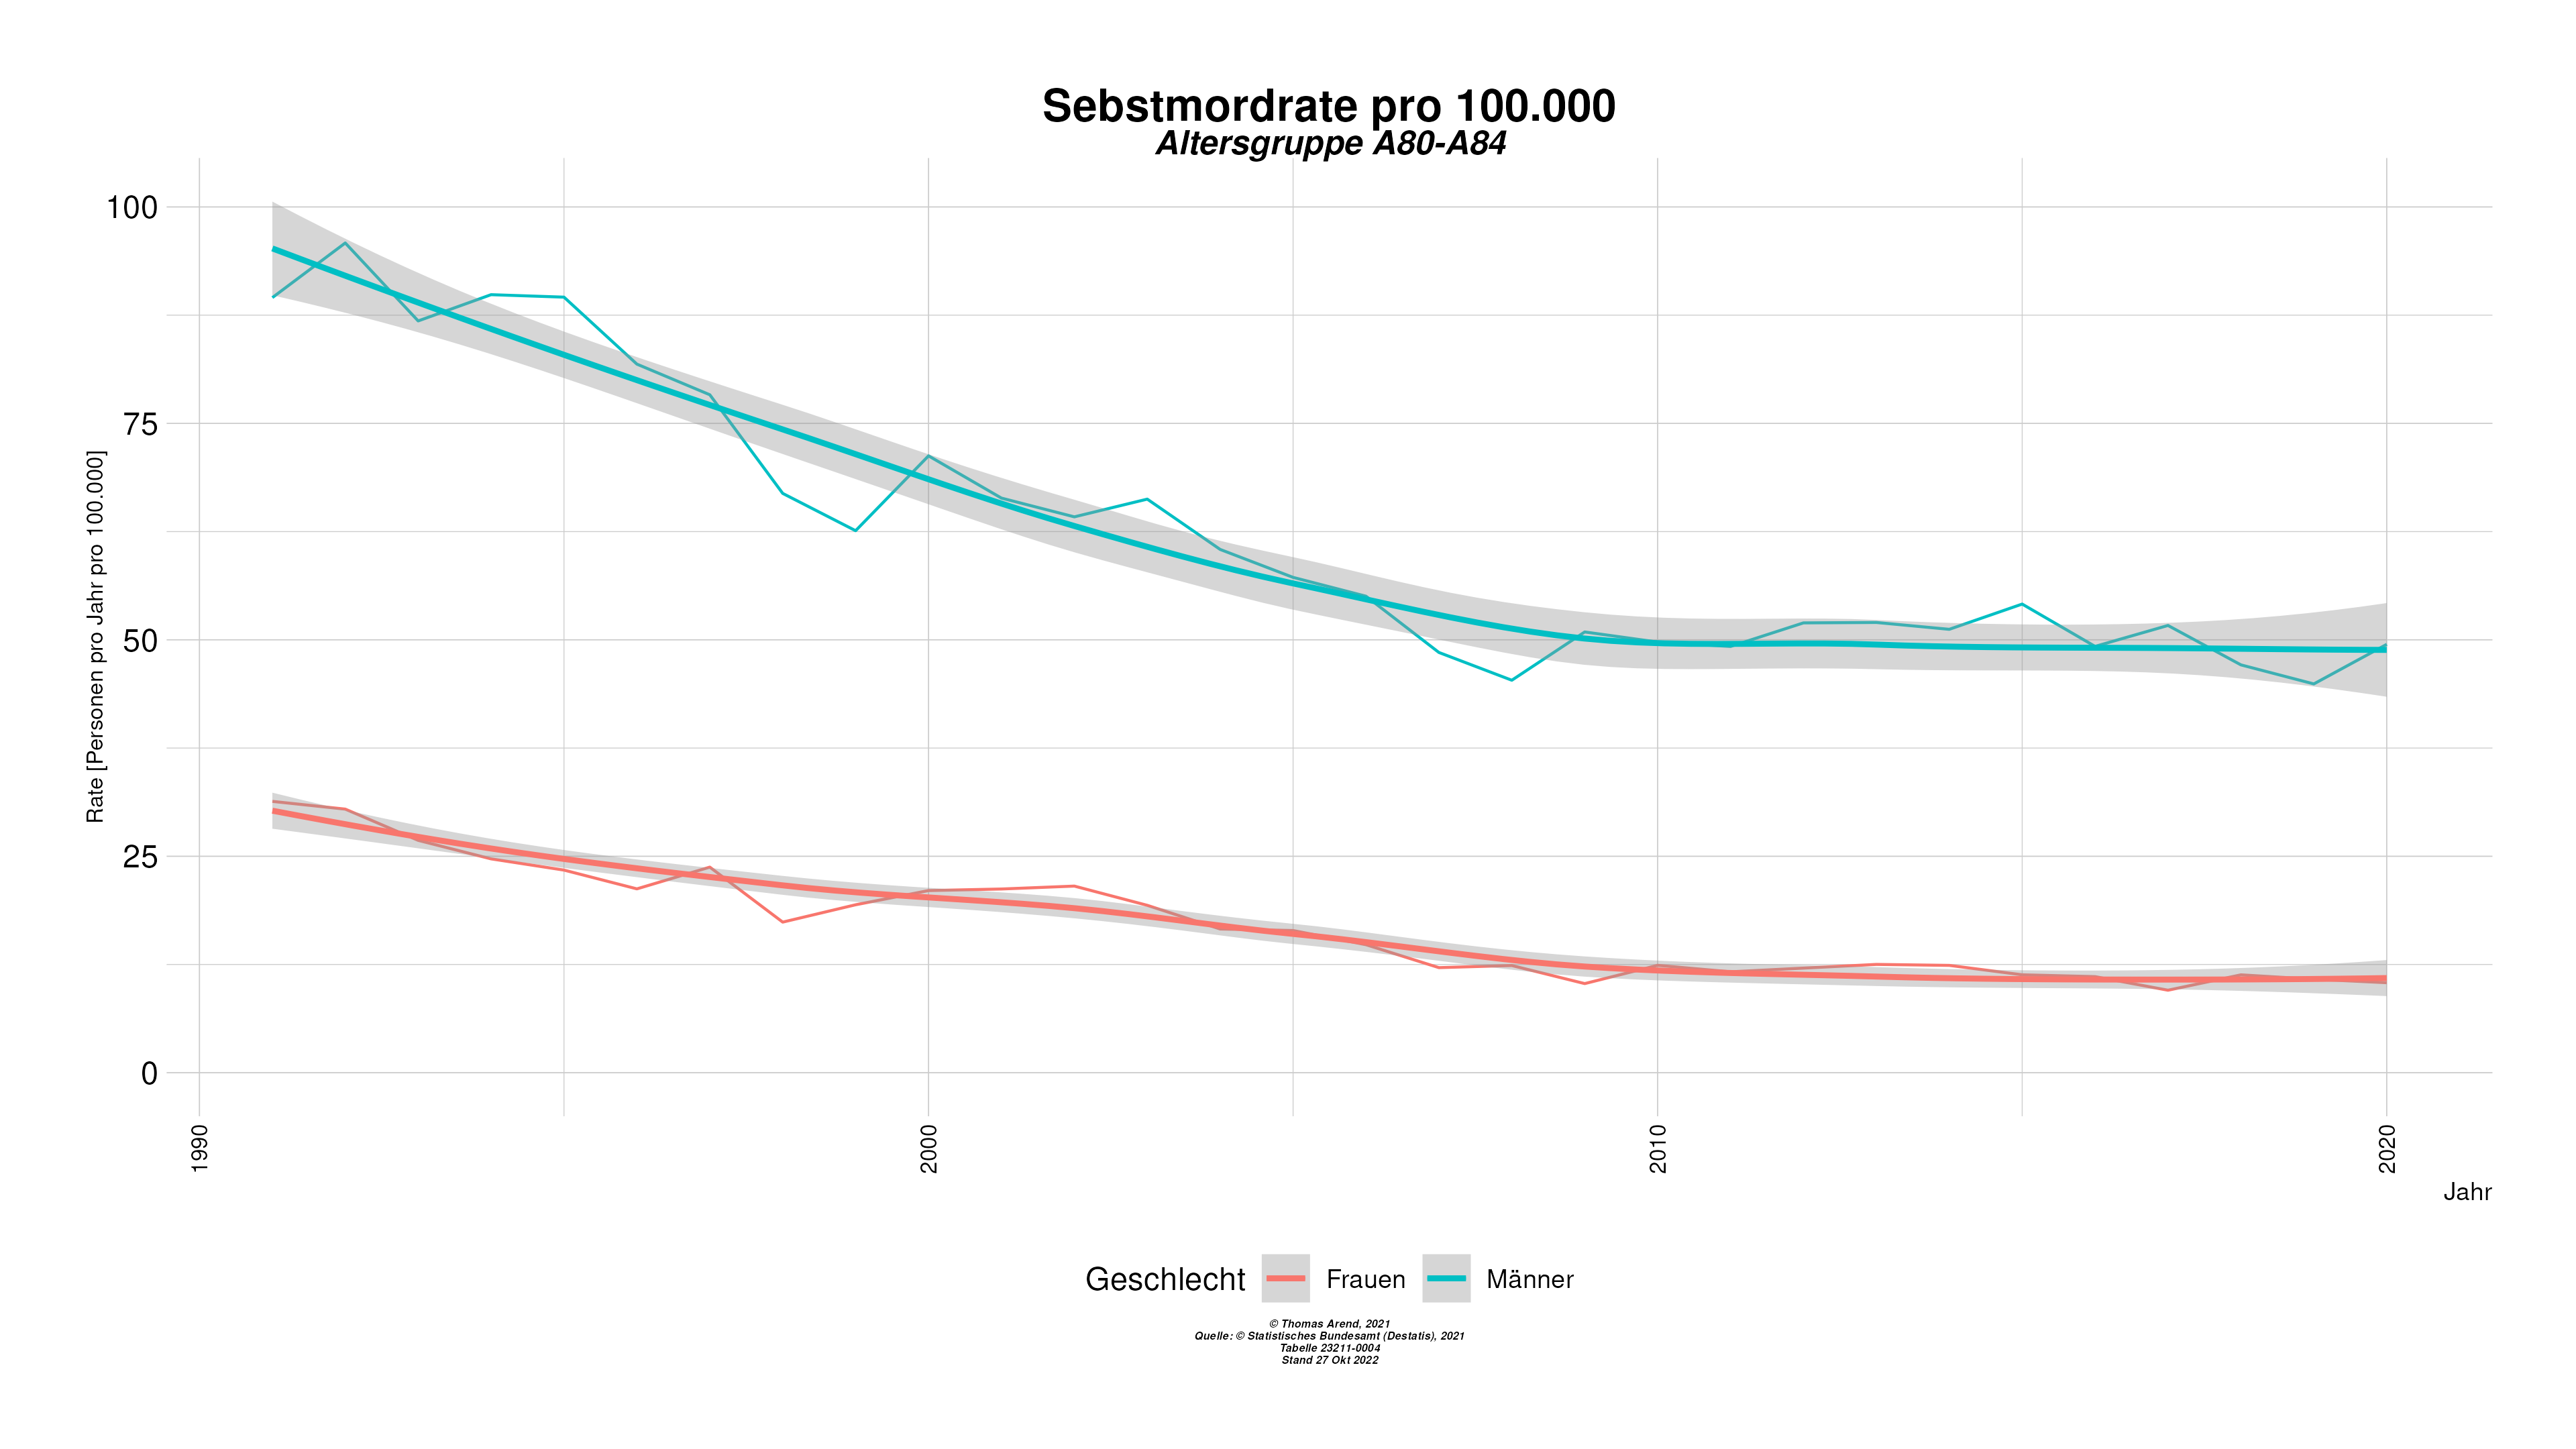 Sebstmordrate pro 100.000
Altersgruppe A80-A84
Rate [Personen pro Jahr pro 100.000]
100
75
50
25
0
1990
2000
2010
2020
Jahr
Geschlecht Frauen Männer
© Thomas Arend, 2021
Quelle: © Statistisches Bundesamt (Destatis), 2021
Tabelle 23211-0004
Stand 27 Okt 2022